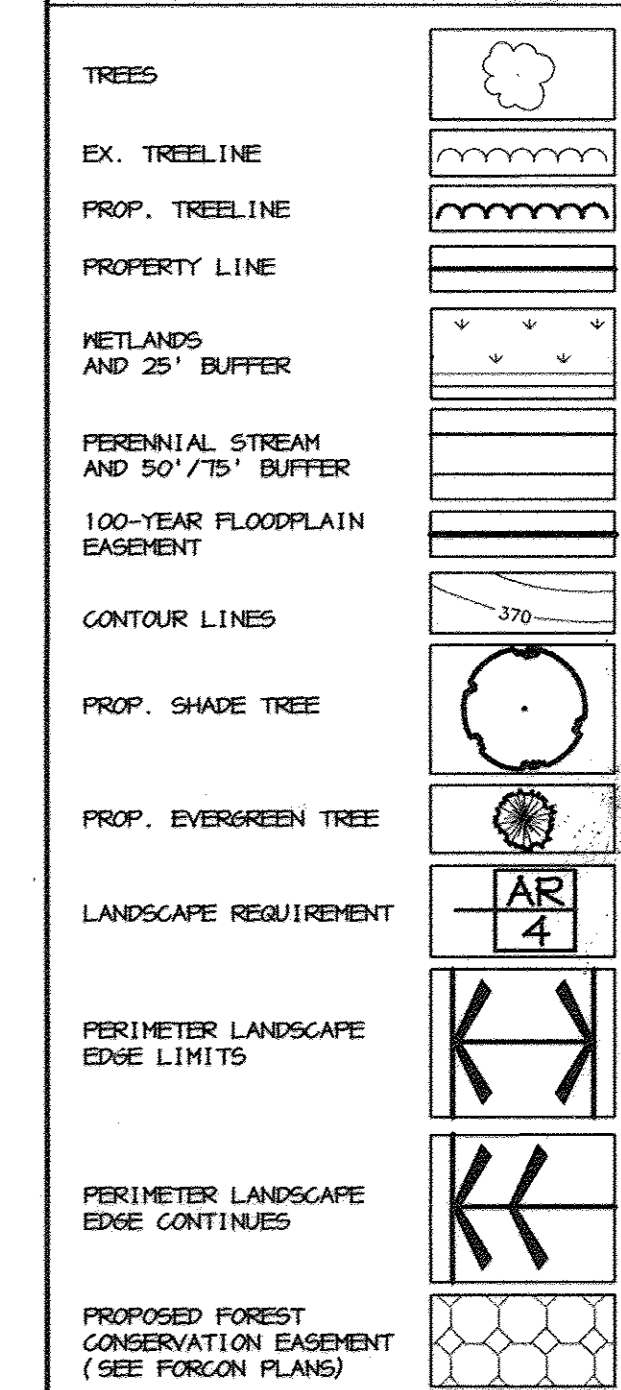 TREES
EX. TREELINE
PROP. TREELINE
PROPERTY LINE
WETLANDS
AND 25' BUFFER
PERENNIAL STREAM
AND 50'/75' BUFFER
100-YEAR FLOODPLAIN
EASEMENT
CONTOUR LINES
370
PROP. SHADE TREE
PROP. EVERGREEN TREE
LANDSCAPE REQUIREMENT
AR
4
PERIMETER LANDSCAPE
EDGE LIMITS
PERIMETER LANDSCAPE
EDGE CONTINUES
PROPOSED FOREST
CONSERVATION EASEMENT
(SEE FORCON PLANS)